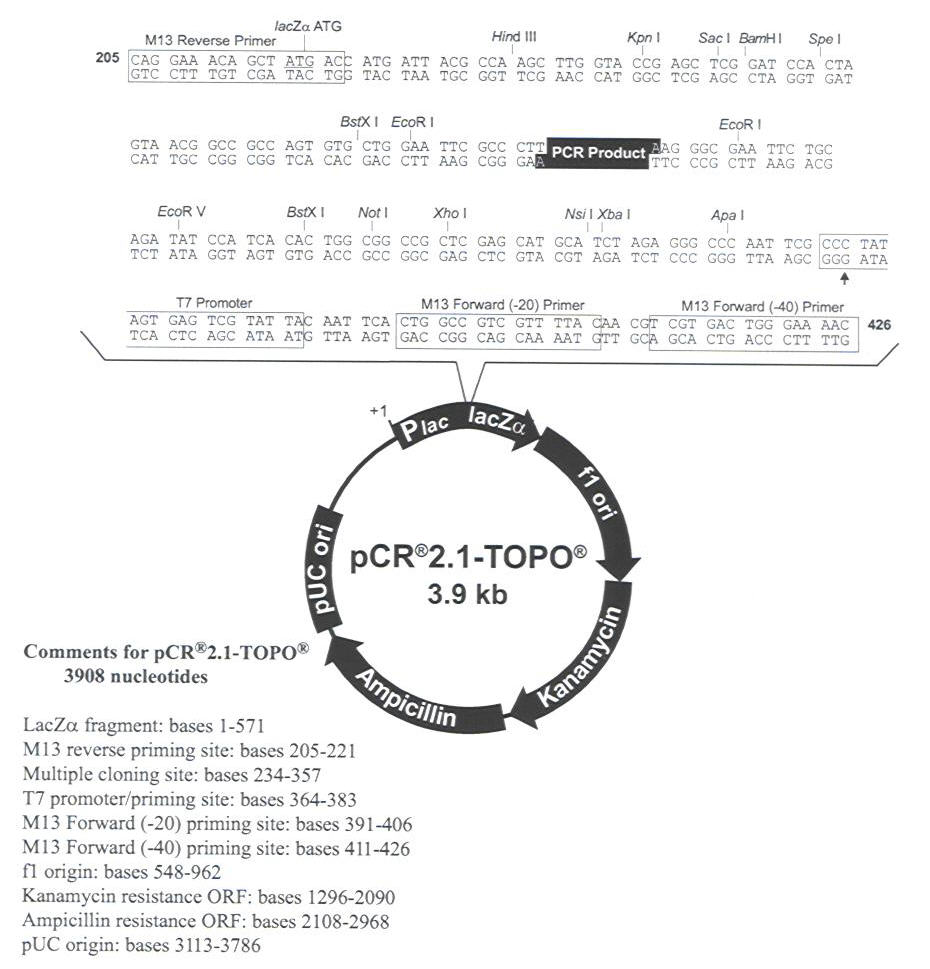 lacZα ATG
M13 Reverse Primer Hind III Kpn I Sac I BamH I Spe I
205 CAG GAA ACA GCT ATG ACC ATG ATT ACG CCA AGC TTG GTA CCG AGC TCG GAT CCA CTA
GTC CTT TGT CGA TAC TGG TAC TAA TGC GGT TCG AAC CAT GGC TCG AGC CTA GGT GAT
BstX I EcoR I EcoR I
GTA ACG GCC GCC AGT GTG CTG GAA TTC GCC CTT PCR Product AAG GGC GAA TTC TGC
CAT TGC CGG CGG TCA CAC GAC CTT AAG CGG GAA TTC CCG CTT AAG ACG
EcoR V BstX I Not I Xho I Nsi I Xba I Apa I
AGA TAT CCA TCA CAC TGG CGG CCG CTC GAG CAT GCA TCT AGA GGG CCC AAT TCG CCC TAT
TCT ATA GGT AGT GTG ACC GCC GGC GAG CTC GTA CGT AGA TCT CCC GGG TTA AGC GGG ATA
T7 Promoter M13 Forward (-20) Primer M13 Forward (-40) Primer
AGT GAG TCG TAT TAC AAT TCA CTG GCC GTC GTT TTA CAA CGT CGT GAC TGG GAA AAC 426
TCA CTC AGC ATA ATG TTA AGT GAC CGG CAG CAA AAT GTT GCA GCA CTG ACC CTT TTG
+1 Plac lacZα
f1 ori
Kanamycin
Ampicillin
pUC ori
pCR®2.1-TOPO®
3.9 kb
Comments for pCR®2.1-TOPO®
3908 nucleotides
LacZα fragment: bases 1-571
M13 reverse priming site: bases 205-221
Multiple cloning site: bases 234-357
T7 promoter/priming site: bases 364-383
M13 Forward (-20) priming site: bases 391-406
M13 Forward (-40) priming site: bases 411-426
f1 origin: bases 548-962
Kanamycin resistance ORF: bases 1296-2090
Ampicillin resistance ORF: bases 2108-2968
pUC origin: bases 3113-3786